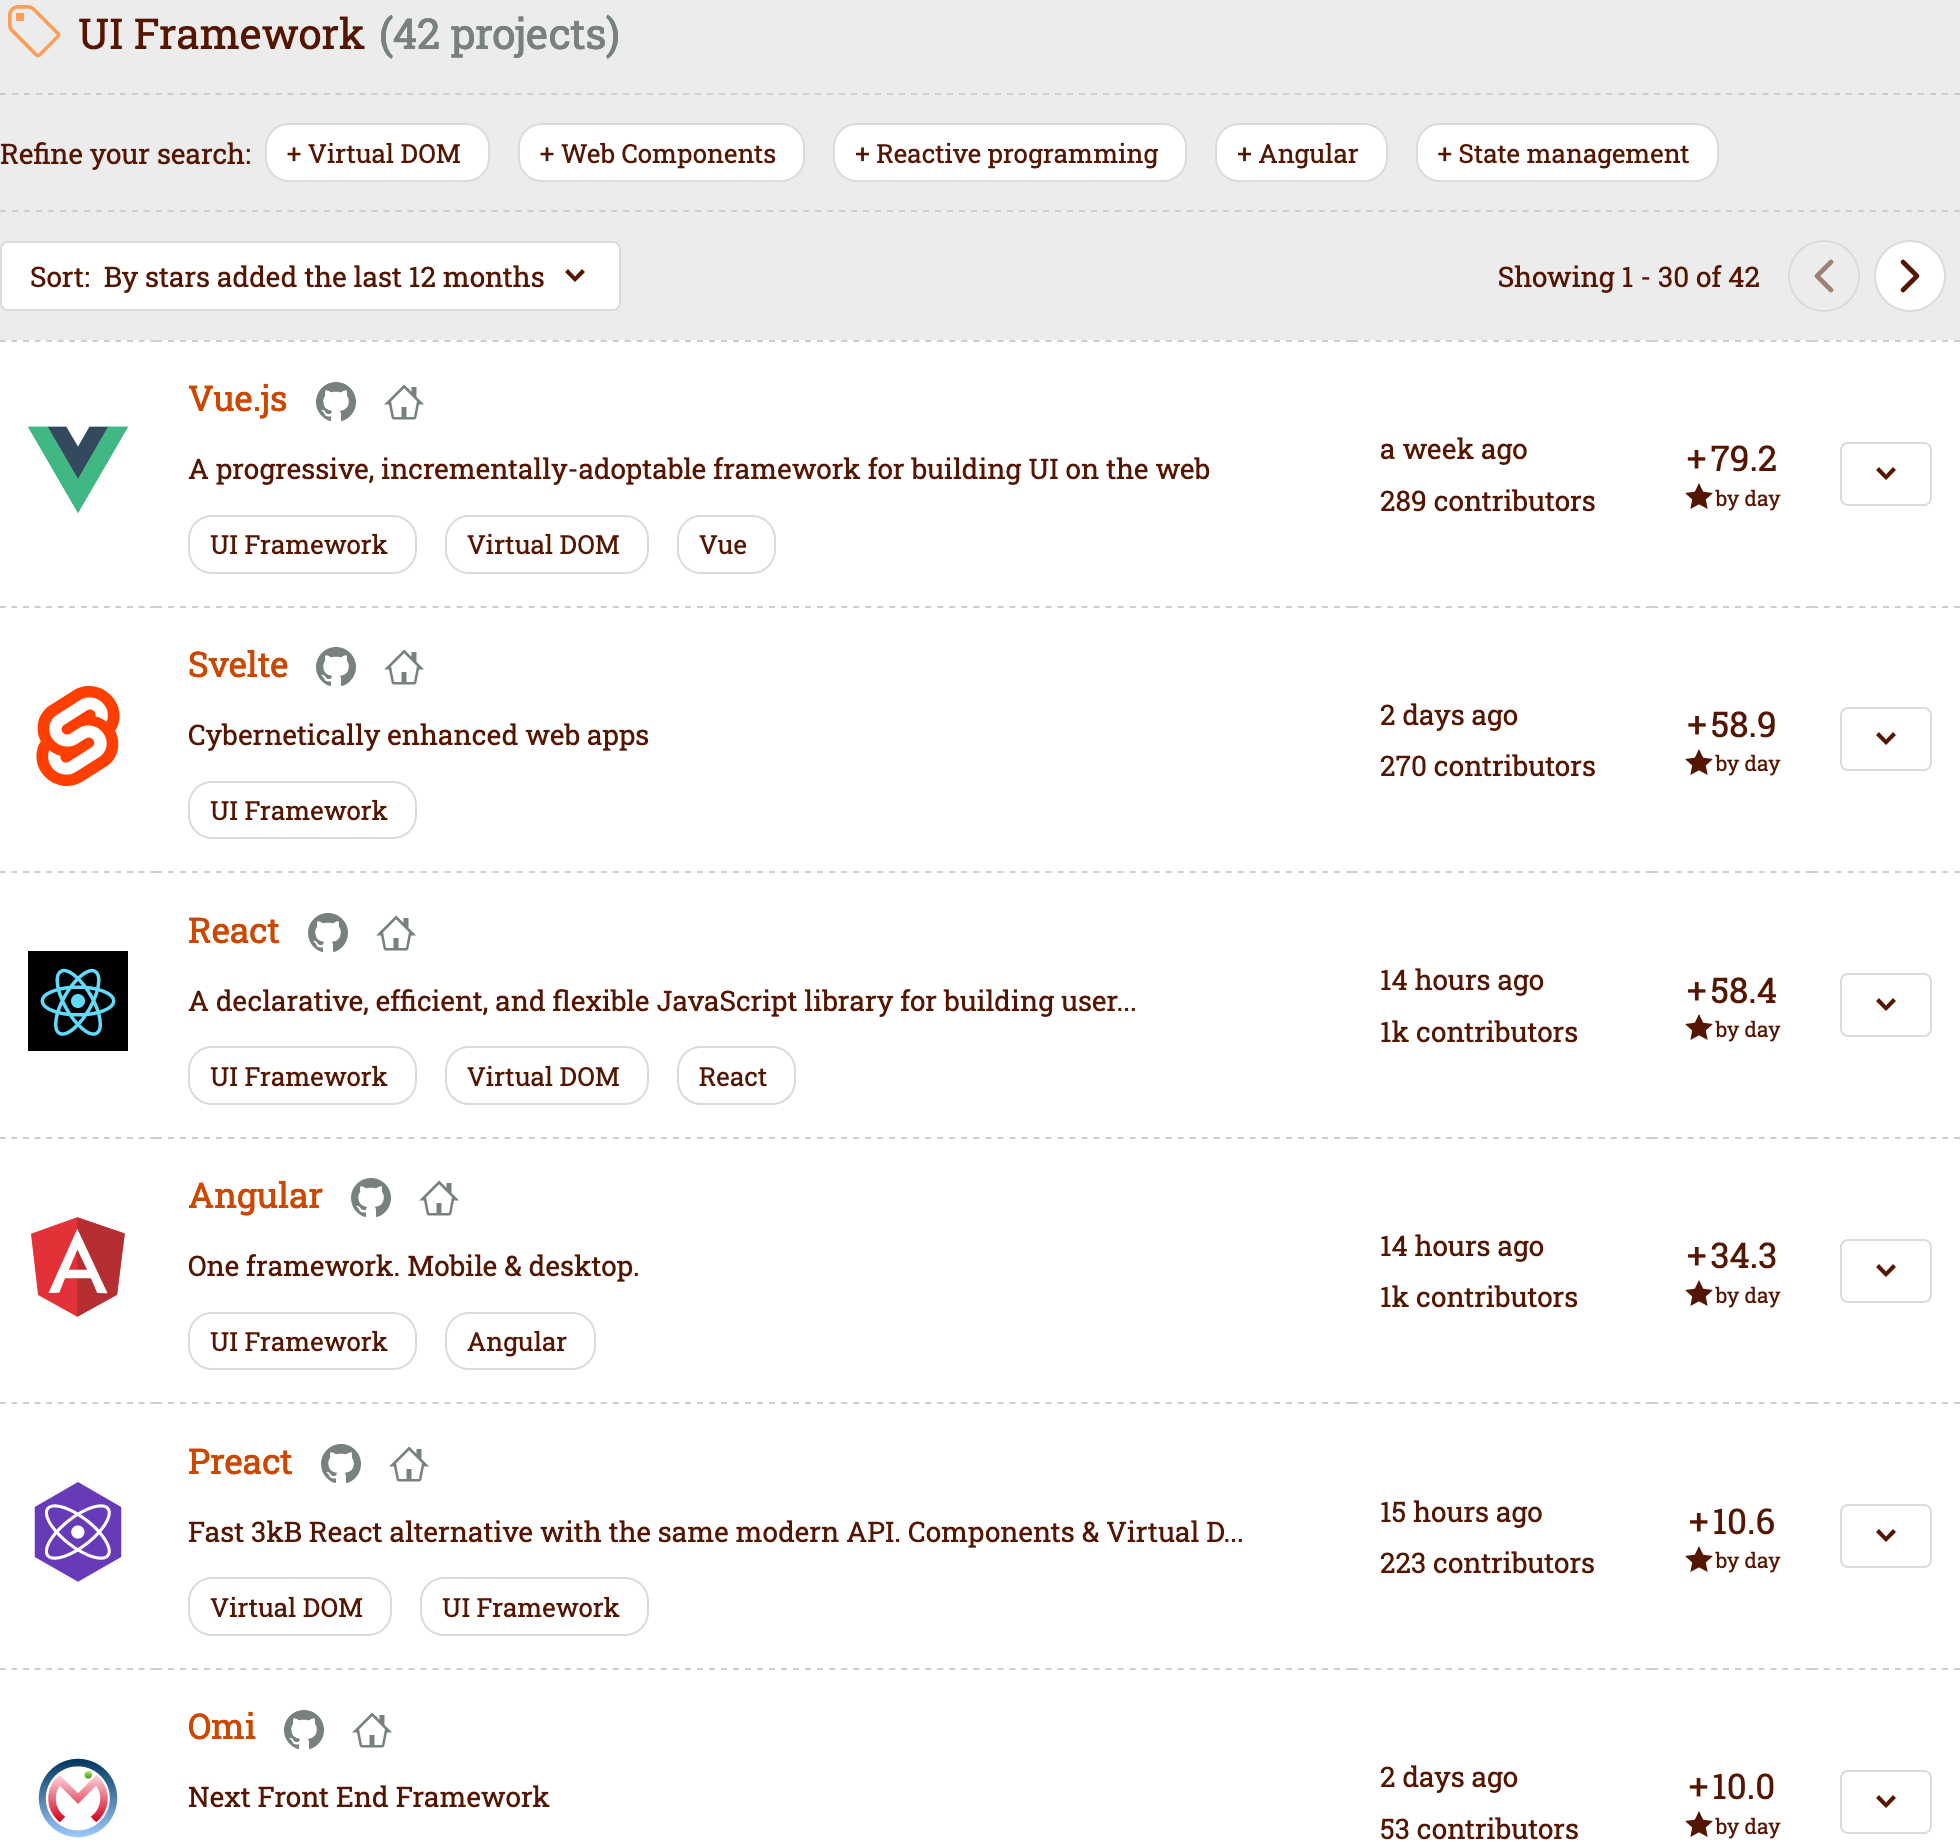 UI Framework (42 projects)
Refine your search: + Virtual DOM + Web Components + Reactive programming + Angular + State management
Sort: By stars added the last 12 months
Showing 1 - 30 of 42
Vue.js
A progressive, incrementally-adoptable framework for building UI on the web
UI Framework Virtual DOM Vue
a week ago
289 contributors
+79.2
by day
Svelte
Cybernetically enhanced web apps
UI Framework
2 days ago
270 contributors
+58.9
by day
React
A declarative, efficient, and flexible JavaScript library for building user...
UI Framework Virtual DOM React
14 hours ago
1k contributors
+58.4
by day
Angular
One framework. Mobile & desktop.
UI Framework Angular
14 hours ago
1k contributors
+34.3
by day
Preact
Fast 3kB React alternative with the same modern API. Components & Virtual D...
Virtual DOM UI Framework
15 hours ago
223 contributors
+10.6
by day
Omi
Next Front End Framework
2 days ago
53 contributors
+10.0
by day